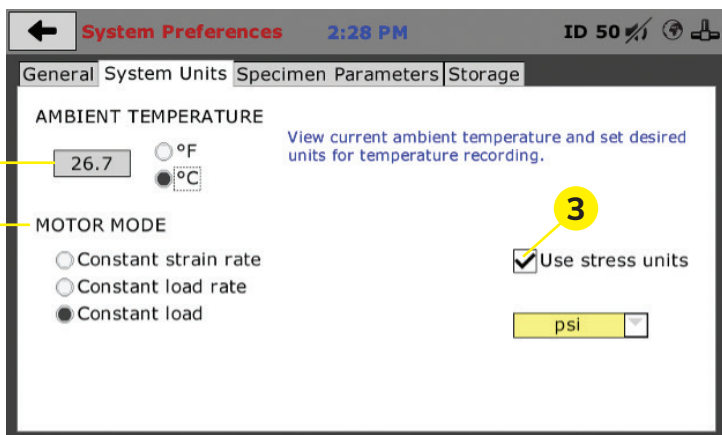 System Preferences 2:28 PM ID 50
General System Units Specimen Parameters Storage
AMBIENT TEMPERATURE
View current ambient temperature and set desired
units for temperature recording.
26.7
°F
°C
3
MOTOR MODE
Constant strain rate
Constant load rate
Constant load
Use stress units
psi